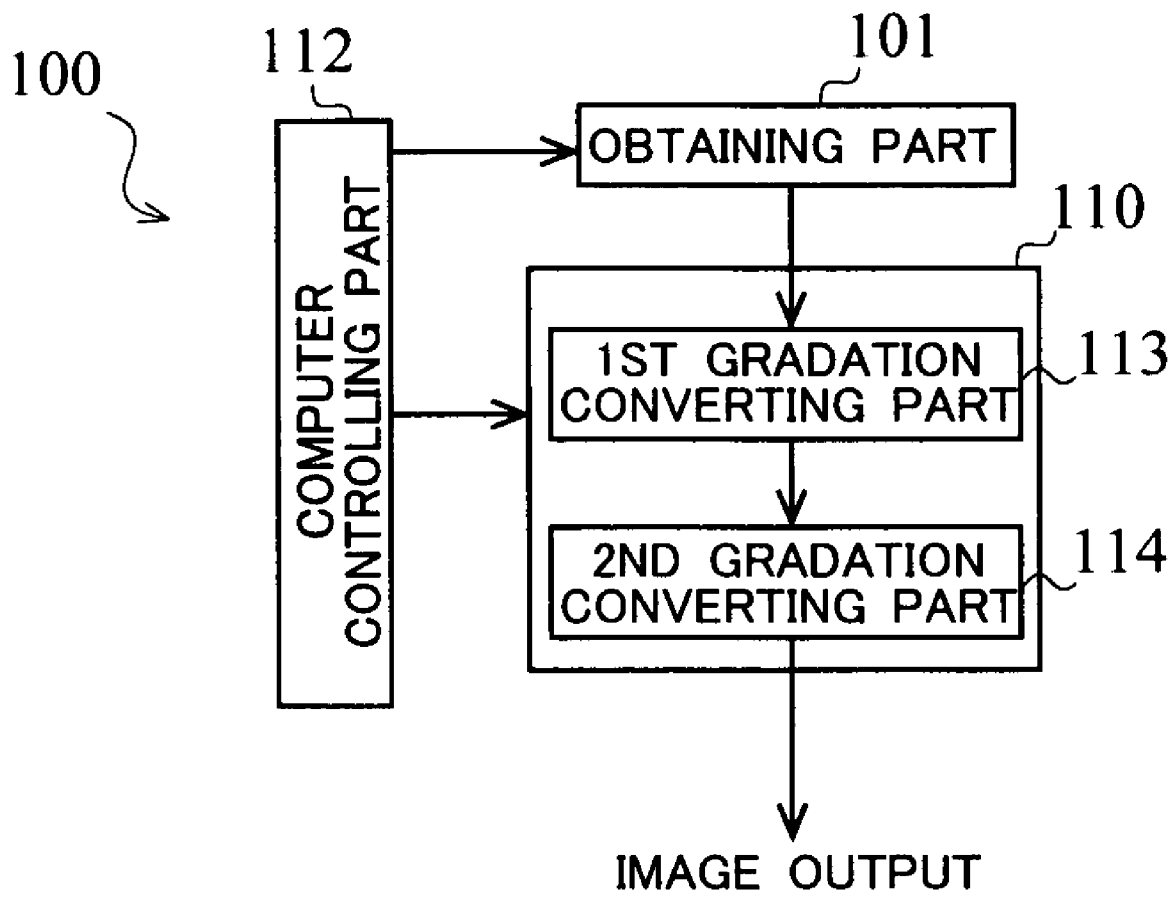 100
112
101
OBTAINING PART
110
COMPUTER
CONTROLLING PART
1ST GRADATION
CONVERTING PART
113
2ND GRADATION
CONVERTING PART
114
IMAGE OUTPUT